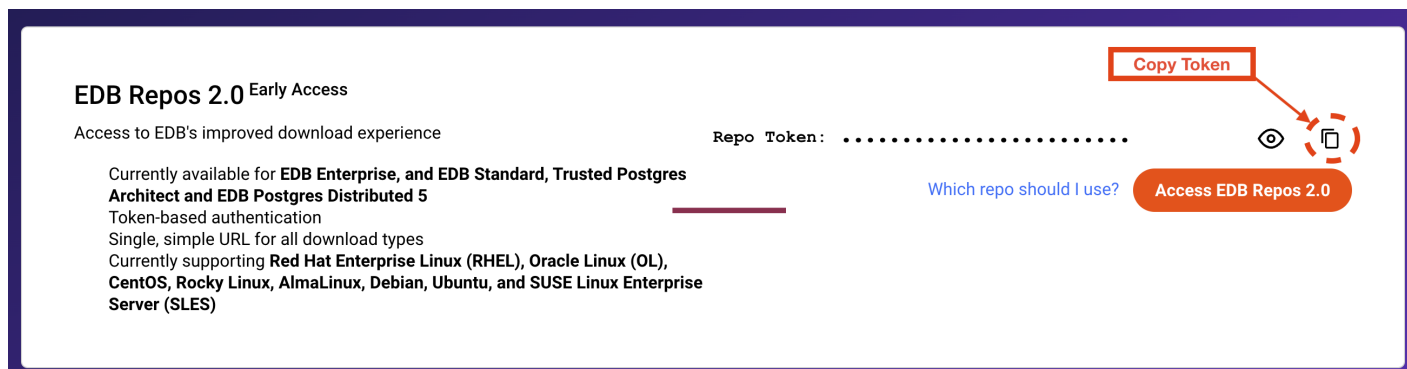 Copy Token
EDB Repos 2.0 Early Access
Access to EDB's improved download experience
Repo Token: ........................
Currently available for EDB Enterprise, and EDB Standard, Trusted Postgres
Architect and EDB Postgres Distributed 5
Token-based authentication
Single, simple URL for all download types
Currently supporting Red Hat Enterprise Linux (RHEL), Oracle Linux (OL),
CentOS, Rocky Linux, AlmaLinux, Debian, Ubuntu, and SUSE Linux Enterprise
Server (SLES)
Which repo should I use?
Access EDB Repos 2.0